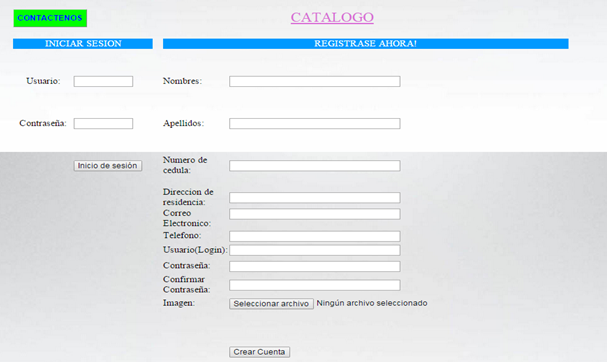 CONTACTENOS
CATALOGO
INICIAR SESION
REGISTRASE AHORA!
Usuario:
Nombres:
Contraseña:
Apellidos:
Inicio de sesión
Numero de
cedula:
Direccion de
residencia:
Correo
Electronico:
Telefono:
Usuario(Login):
Contraseña:
Confirmar
Contraseña:
Imagen:
Seleccionar archivo Ningún archivo seleccionado
Crear Cuenta